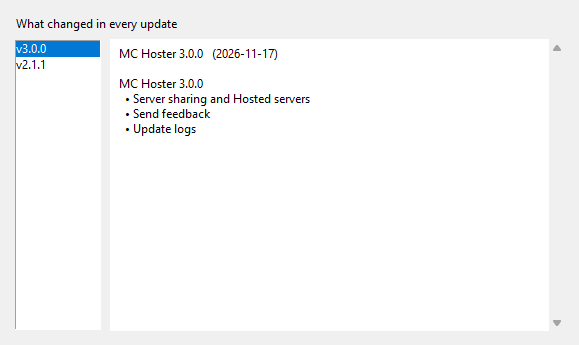 What changed in every update
v3.0.0
v2.1.1
MC Hoster 3.0.0   (2026-11-17)
MC Hoster 3.0.0
• Server sharing and Hosted servers
• Send feedback
• Update logs